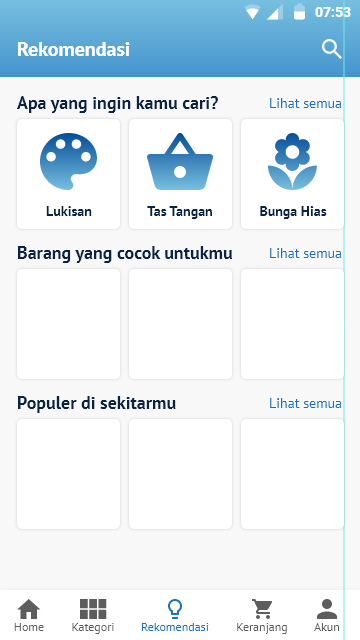 07:53
Rekomendasi
Apa yang ingin kamu cari?
Lihat semua
Lukisan
Tas Tangan
Bunga Hias
Barang yang cocok untukmu
Lihat semua
Populer di sekitarmu
Lihat semua
Home
Kategori
Rekomendasi
Keranjang
Akun